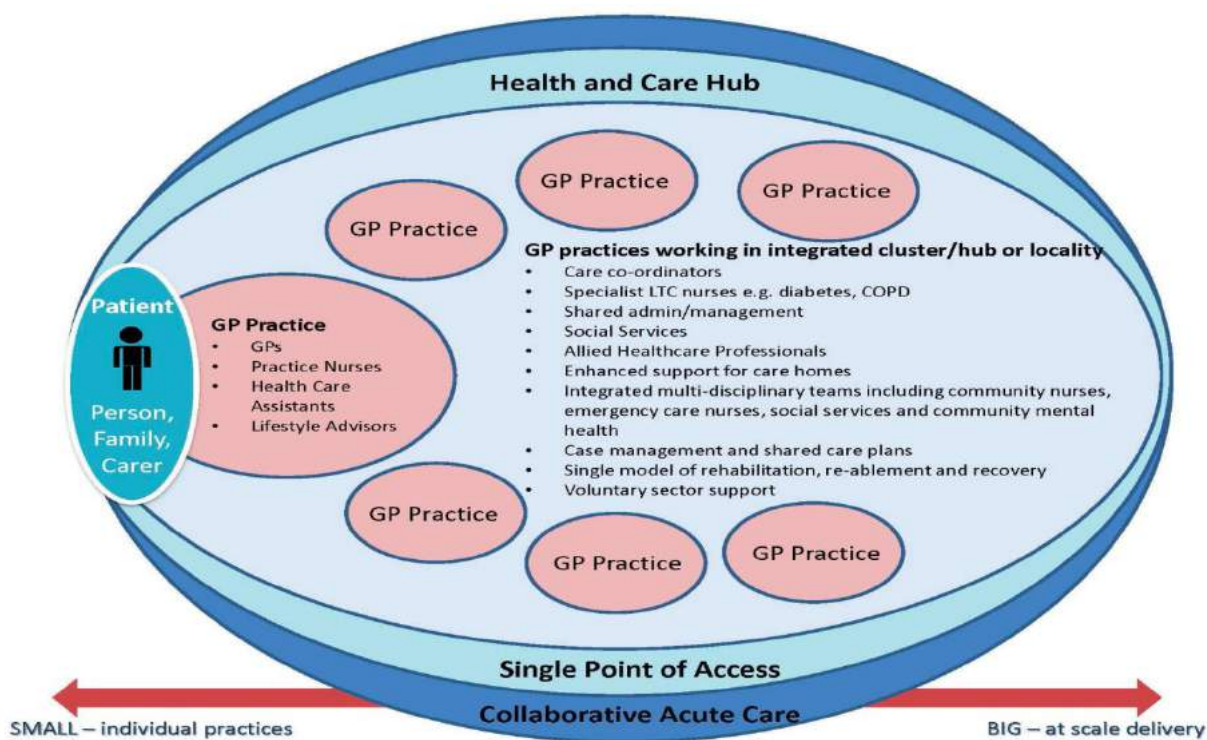 Health and Care Hub
GP Practice
GP Practice
GP Practice
GP practices working in integrated cluster/hub or locality
• Care co-ordinators
• Specialist LTC nurses e.g. diabetes, COPD
• Shared admin/management
• Social Services
• Allied Healthcare Professionals
• Enhanced support for care homes
• Integrated multi-disciplinary teams including community nurses,
emergency care nurses, social services and community mental
health
• Case management and shared care plans
• Single model of rehabilitation, re-ablement and recovery
• Voluntary sector support
Patient
Person,
Family,
Carer
GP Practice
• GPs
• Practice Nurses
• Health Care
Assistants
• Lifestyle Advisors
GP Practice
GP Practice
GP Practice
Single Point of Access
Collaborative Acute Care
SMALL – individual practices
BIG – at scale delivery